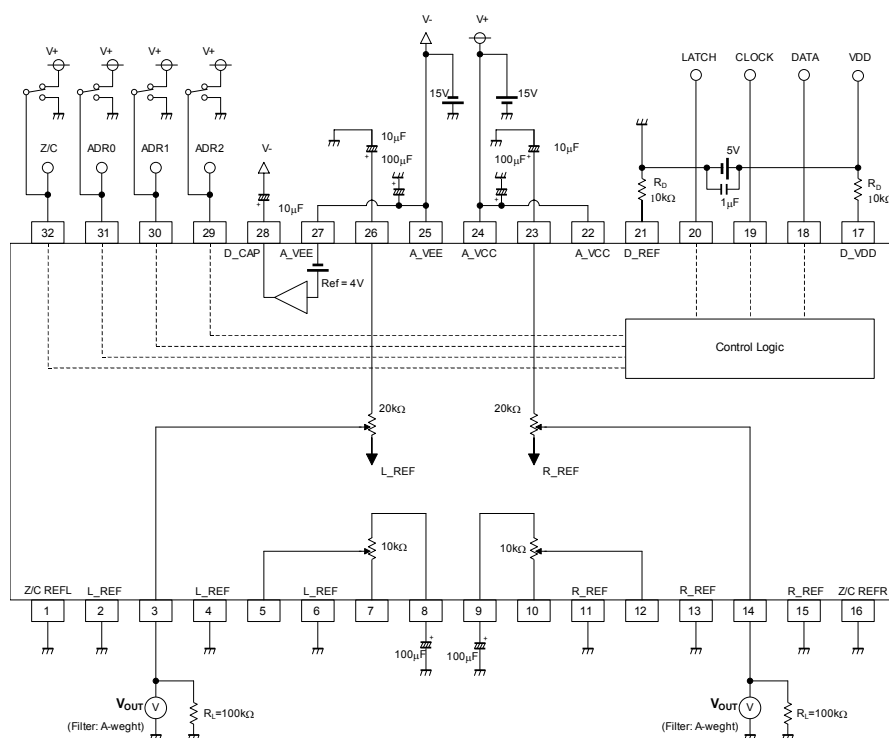 V-
V+
V+
V+
V+
V+
LATCH
CLOCK
DATA
VDD
15V
15V
10µF
100µF
100µF
10µF
5V
Z/C
ADR0
ADR1
ADR2
V-
10µF
RD
10kΩ
1µF
RD
10kΩ
32
31
30
29
28
27
26
25
24
23
22
21
20
19
18
17
D_CAP
A_VEE
A_VEE
A_VCC
A_VCC
D_REF
D_VDD
Ref = 4V
Control Logic
20kΩ
20kΩ
L_REF
R_REF
10kΩ
10kΩ
Z/C REFL
L_REF
L_REF
L_REF
R_REF
R_REF
R_REF
Z/C REFR
1
2
3
4
5
6
7
8
9
10
11
12
13
14
15
16
100µF
100µF
VOUT
V
RL=100kΩ
(Filter: A-weght)
VOUT
V
RL=100kΩ
(Filter: A-weght)